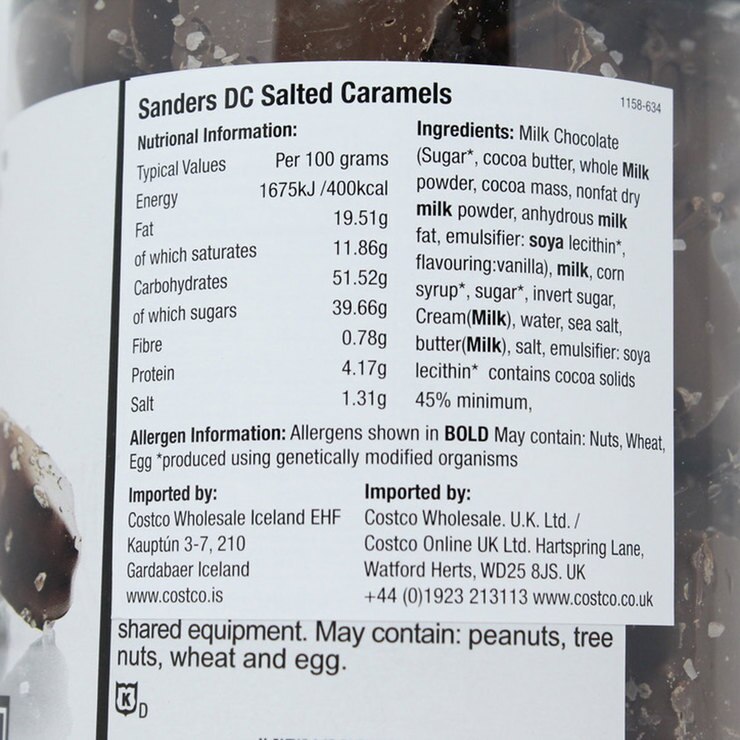 Sanders DC Salted Caramels
1158-634
Nutrional Information:
Typical Values Per 100 grams
Energy 1675kJ /400kcal
Fat 19.51g
of which saturates 11.86g
Carbohydrates 51.52g
of which sugars 39.66g
Fibre 0.78g
Protein 4.17g
Salt 1.31g
Ingredients: Milk Chocolate
(Sugar*, cocoa butter, whole Milk
powder, cocoa mass, nonfat dry
milk powder, anhydrous milk
fat, emulsifier: soya lecithin*,
flavouring:vanilla), milk, corn
syrup*, sugar*, invert sugar,
Cream(Milk), water, sea salt,
butter(Milk), salt, emulsifier: soya
lecithin* contains cocoa solids
45% minimum,
Allergen Information: Allergens shown in BOLD May contain: Nuts, Wheat,
Egg *produced using genetically modified organisms
Imported by:
Costco Wholesale Iceland EHF
Kauptún 3-7, 210
Gardabaer Iceland
www.costco.is
Imported by:
Costco Wholesale. U.K. Ltd. /
Costco Online UK Ltd. Hartspring Lane,
Watford Herts, WD25 8JS. UK
+44 (0)1923 213113 www.costco.co.uk
shared equipment. May contain: peanuts, tree
nuts, wheat and egg.
K D